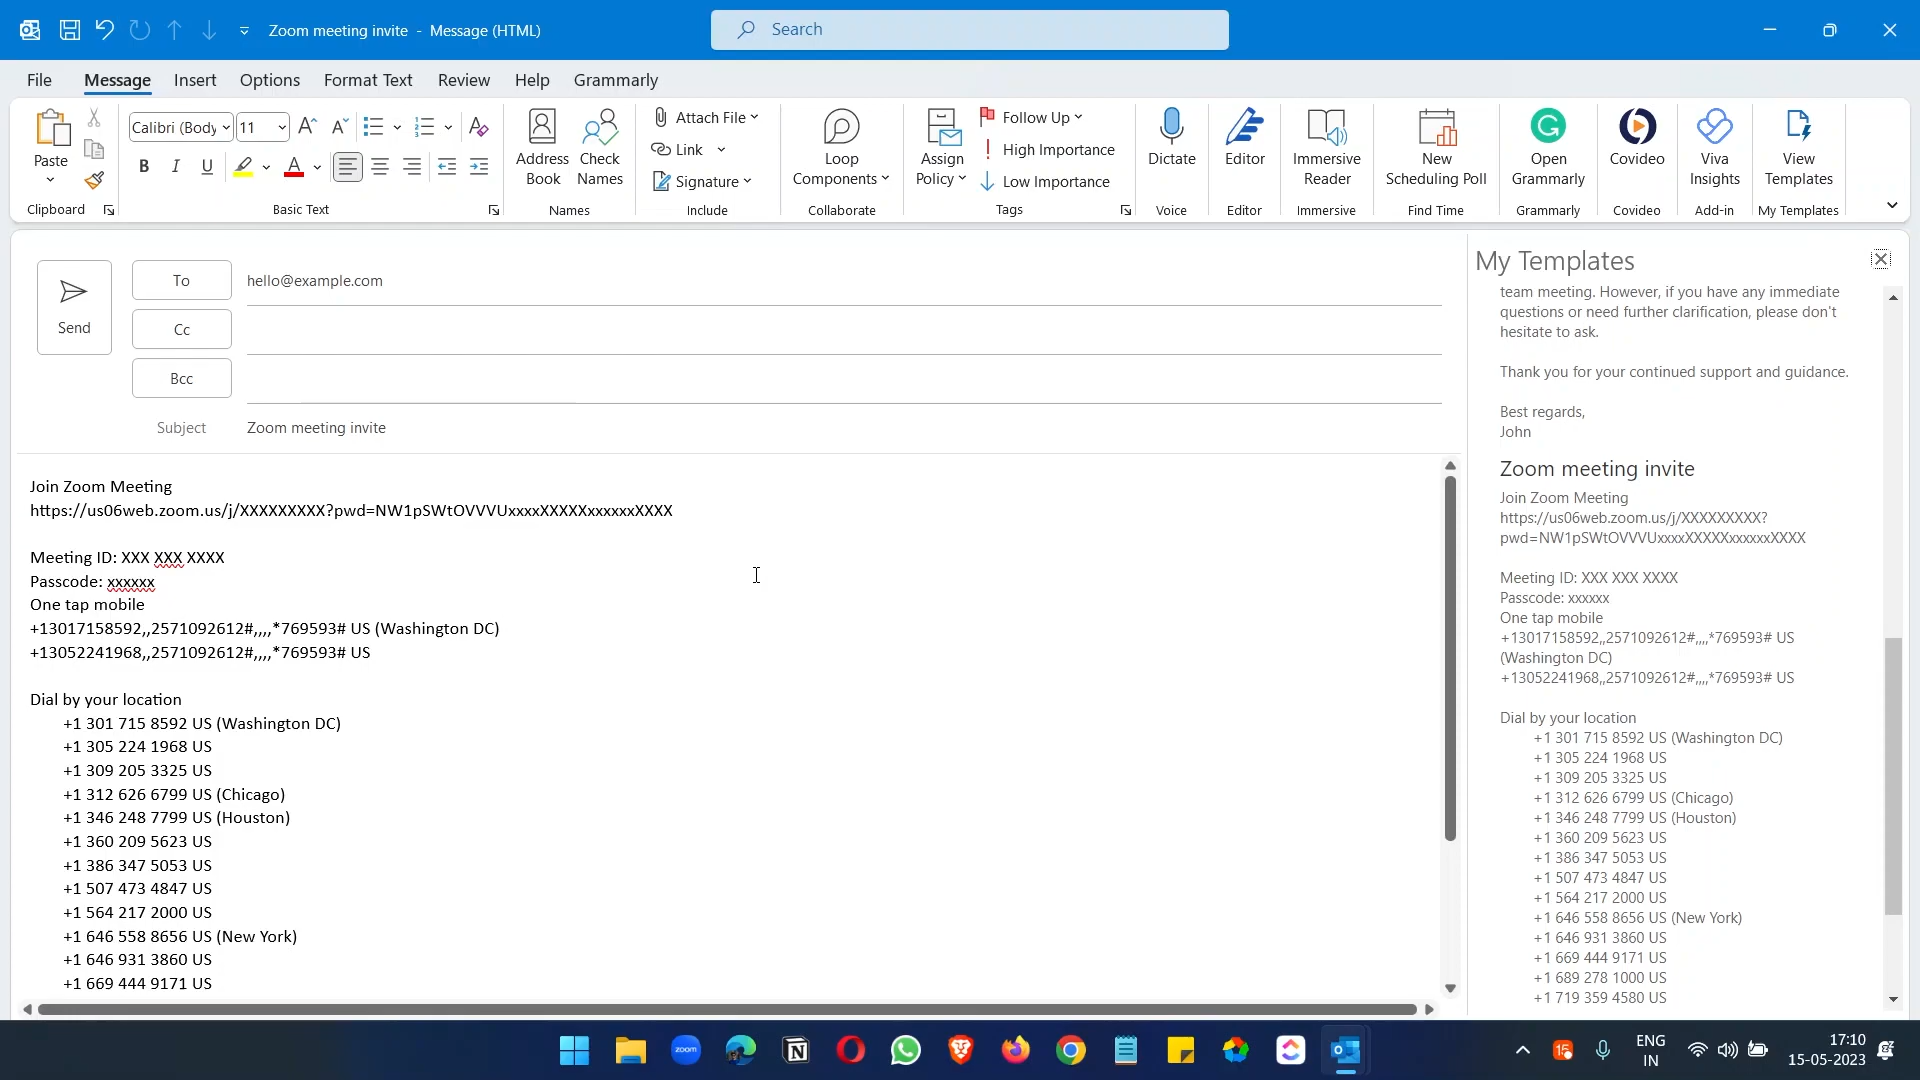 Zoom meeting invite - Message (HTML)
Search
File Message Insert Options Format Text Review Help Grammarly
Paste
Clipboard
Calibri (Body 11
B I U
Basic Text
Address Book
Check Names
Names
Attach File
Link
Signature
Include
Loop Components
Collaborate
Assign Policy
Follow Up
High Importance
Low Importance
Tags
Dictate
Voice
Editor
Editor
Immersive Reader
Immersive
New Scheduling Poll
Find Time
Open Grammarly
Grammarly
Covideo
Covideo
Viva Insights
Add-in
View Templates
My Templates
Send
To hello@example.com
Cc
Bcc
Subject Zoom meeting invite
Join Zoom Meeting
https://us06web.zoom.us/j/XXXXXXXXX?pwd=NW1pSWtOVVVUxxxxXXXXXxxxxxxXXXX
Meeting ID: XXX XXX XXXX
Passcode: xxxxxx
One tap mobile
+13017158592,,2571092612#,,,,*769593# US (Washington DC)
+13052241968,,2571092612#,,,,*769593# US
Dial by your location
+1 301 715 8592 US (Washington DC)
+1 305 224 1968 US
+1 309 205 3325 US
+1 312 626 6799 US (Chicago)
+1 346 248 7799 US (Houston)
+1 360 209 5623 US
+1 386 347 5053 US
+1 507 473 4847 US
+1 564 217 2000 US
+1 646 558 8656 US (New York)
+1 646 931 3860 US
+1 669 444 9171 US
My Templates
team meeting. However, if you have any immediate
questions or need further clarification, please don't
hesitate to ask.
Thank you for your continued support and guidance.
Best regards,
John
Zoom meeting invite
Join Zoom Meeting
https://us06web.zoom.us/j/XXXXXXXXX?
pwd=NW1pSWtOVVVUxxxxXXXXXxxxxxxXXXX
Meeting ID: XXX XXX XXXX
Passcode: xxxxxx
One tap mobile
+13017158592,,2571092612#,,,,*769593# US
(Washington DC)
+13052241968,,2571092612#,,,,*769593# US
Dial by your location
+1 301 715 8592 US (Washington DC)
+1 305 224 1968 US
+1 309 205 3325 US
+1 312 626 6799 US (Chicago)
+1 346 248 7799 US (Houston)
+1 360 209 5623 US
+1 386 347 5053 US
+1 507 473 4847 US
+1 564 217 2000 US
+1 646 558 8656 US (New York)
+1 646 931 3860 US
+1 669 444 9171 US
+1 689 278 1000 US
+1 719 359 4580 US
zoom
15
ENG
IN
17:10
15-05-2023